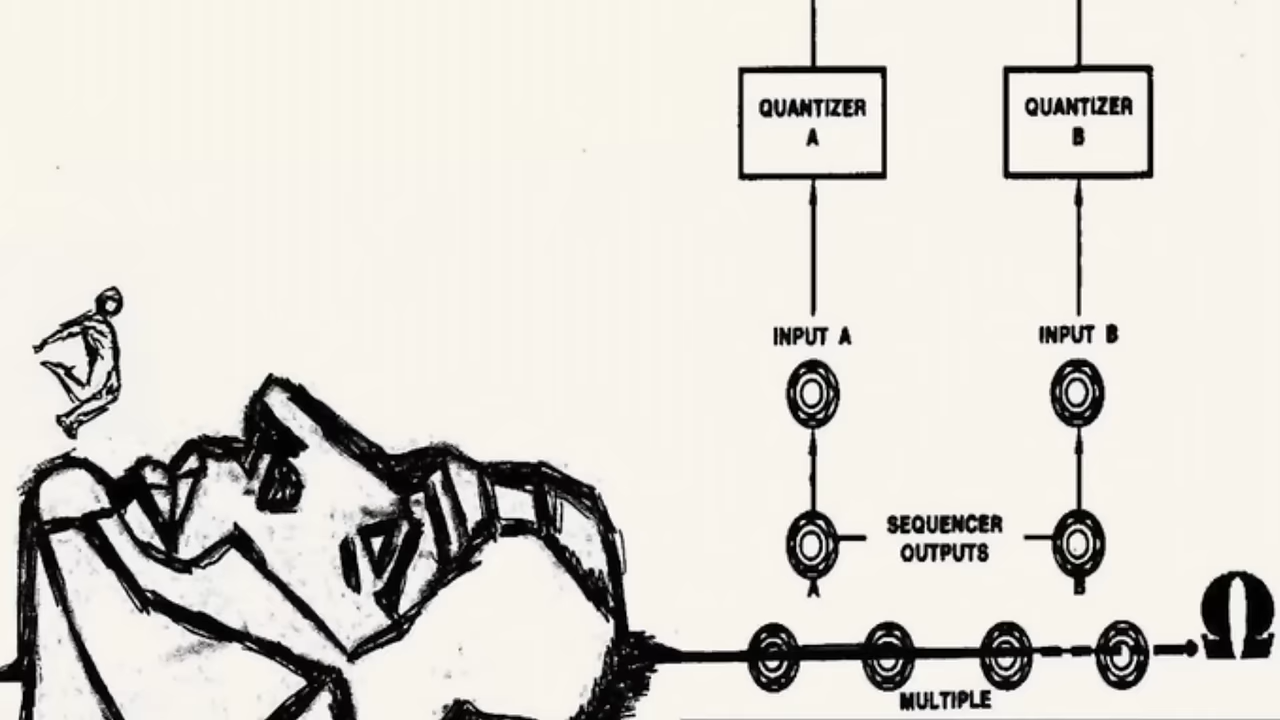 QUANTIZER
A
QUANTIZER
B
INPUT A
INPUT B
SEQUENCER
OUTPUTS
A
B
MULTIPLE
Ω